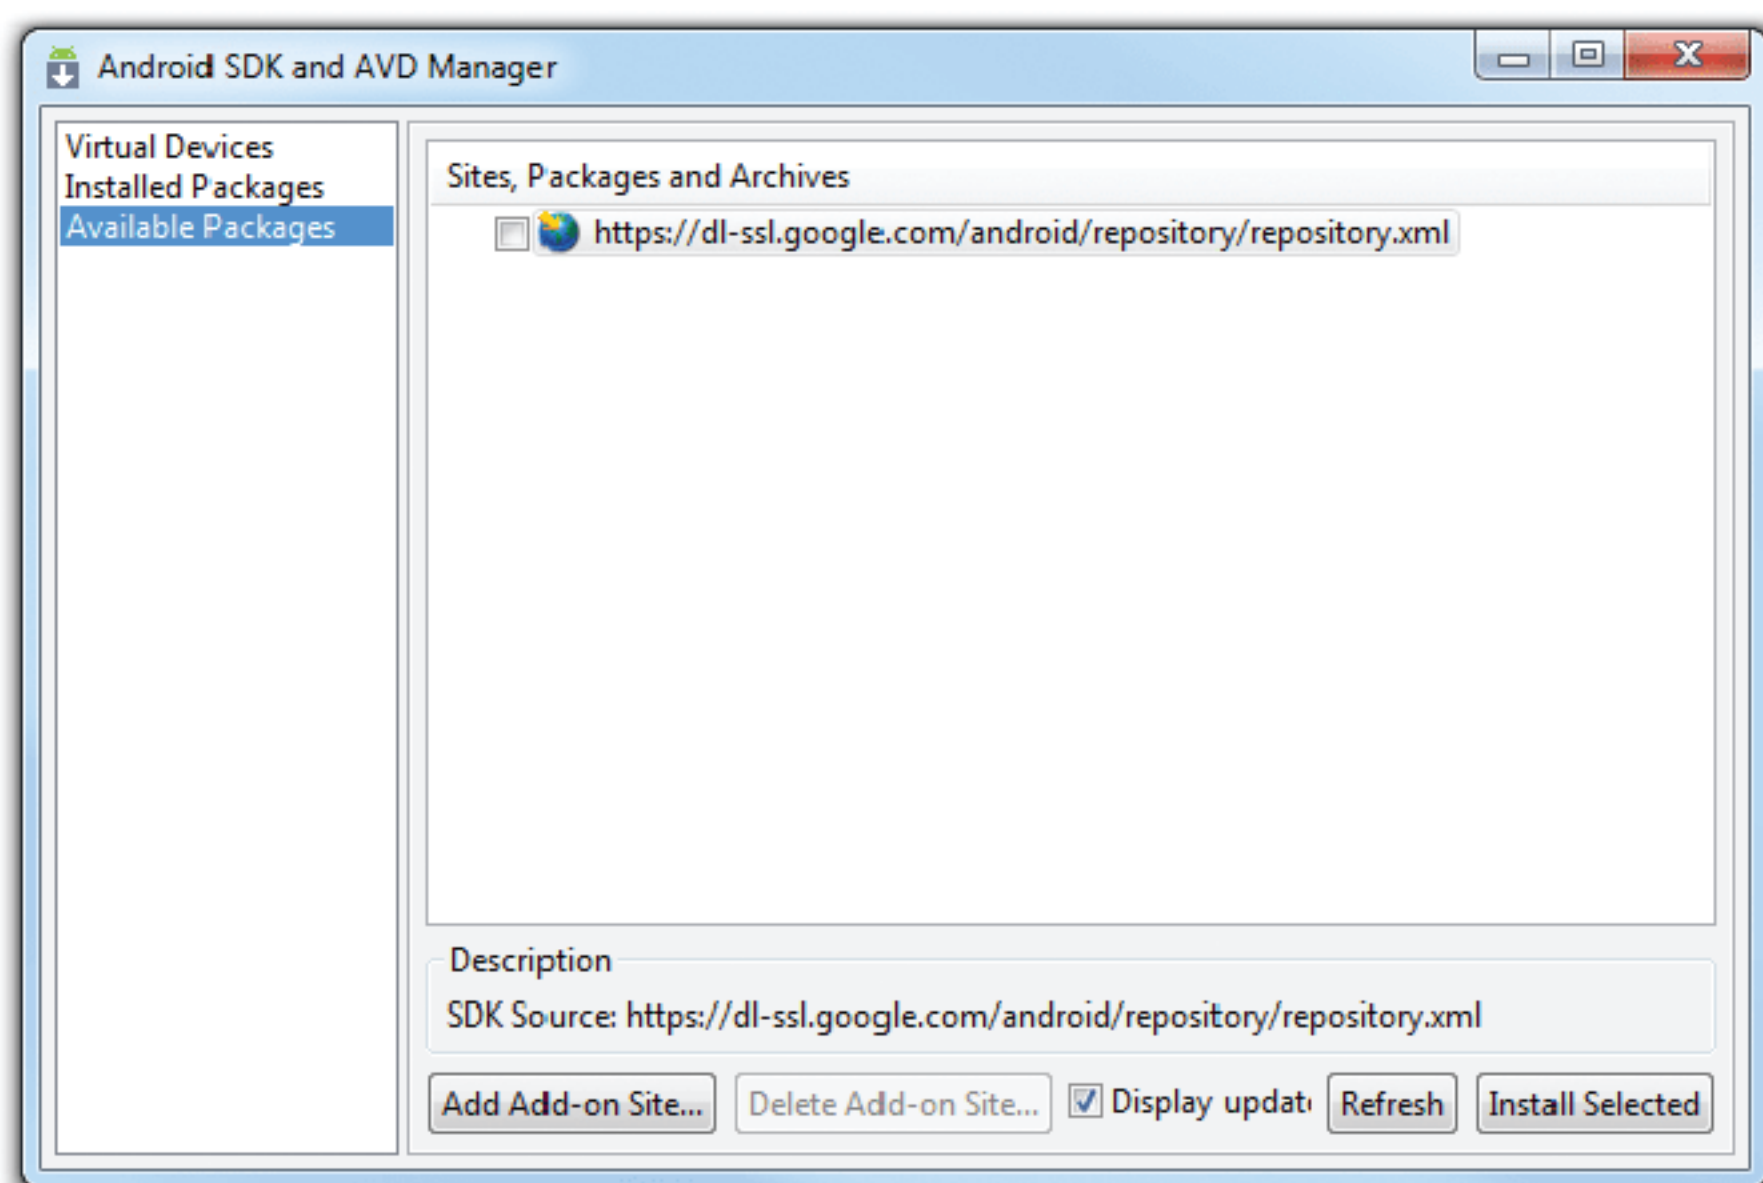 Android SDK and AVD Manager
Virtual Devices
Installed Packages
Available Packages
Sites, Packages and Archives
https://dl-ssl.google.com/android/repository/repository.xml
Description
SDK Source: https://dl-ssl.google.com/android/repository/repository.xml
Add Add-on Site... Delete Add-on Site... Display updat Refresh Install Selected